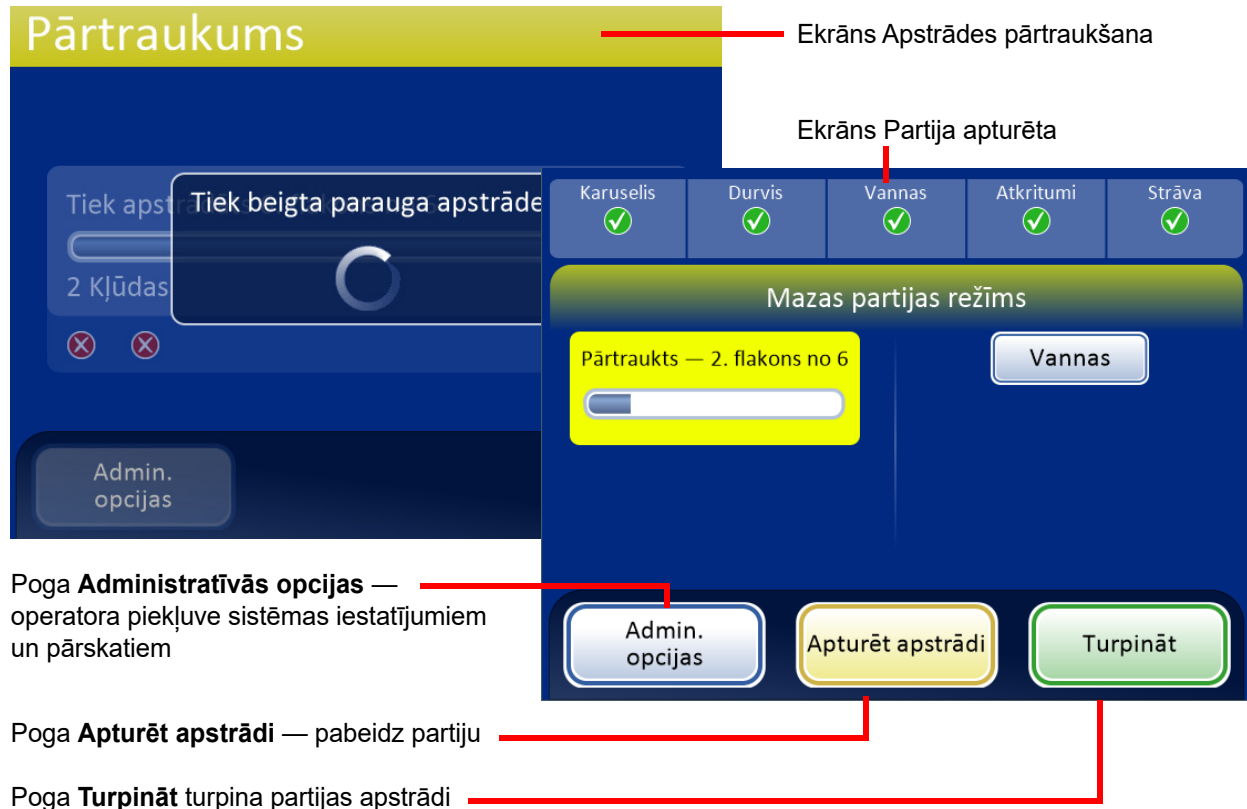 Pārtraukums
Ekrāns Apstrādes pārtraukšana
Ekrāns Partija apturēta
Tiek apst
Tiek beigta parauga apstrāde
2 Kļūdas
Admin.
opcijas
Karuselis
Durvis
Vannas
Atkritumi
Strāva
Mazas partijas režīms
Pārtraukts — 2. flakons no 6
Vannas
Admin.
opcijas
Apturēt apstrādi
Turpināt
Poga Administratīvās opcijas —
operatora piekļuve sistēmas iestatījumiem
un pārskatiem
Poga Apturēt apstrādi — pabeidz partiju
Poga Turpināt turpina partijas apstrādi